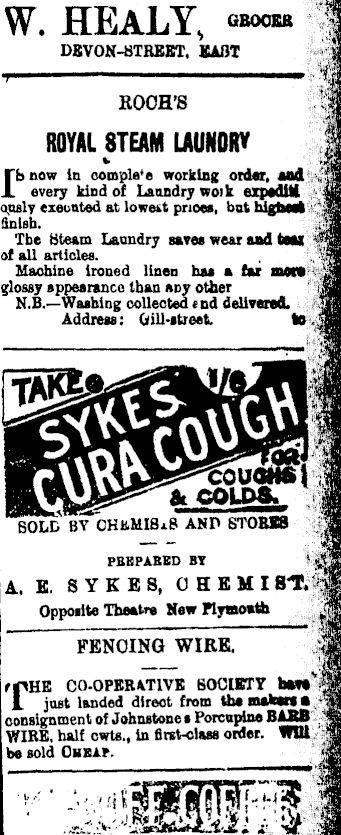 W. HEALY, GROCER
DEVON-STREET, EAST
ROCH'S
ROYAL STEAM LAUNDRY
Is now in complete working order, and
every kind of Laundry work expediti
ously executed at lowest prices, but highest
finish.
The Steam Laundry saves wear and tear
of all articles.
Machine ironed linen has a far more
glossy appearance than any other
N.B.—Washing collected and delivered.
Address: Gill-street. to
TAKE 1/6
SYKES
CURA COUGH
FOR
COUGHS
& COLDS.
SOLD BY CHEMISTS AND STORES
PREPARED BY
A. E. SYKES, CHEMIST.
Opposite Theatre New Plymouth
FENCING WIRE.
THE CO-OPERATIVE SOCIETY have
just landed direct from the makers a
consignment of Johnstone s Porcupine BARB
WIRE, half cwts., in first-class order. Will
be sold CHEAP.
COFFEE